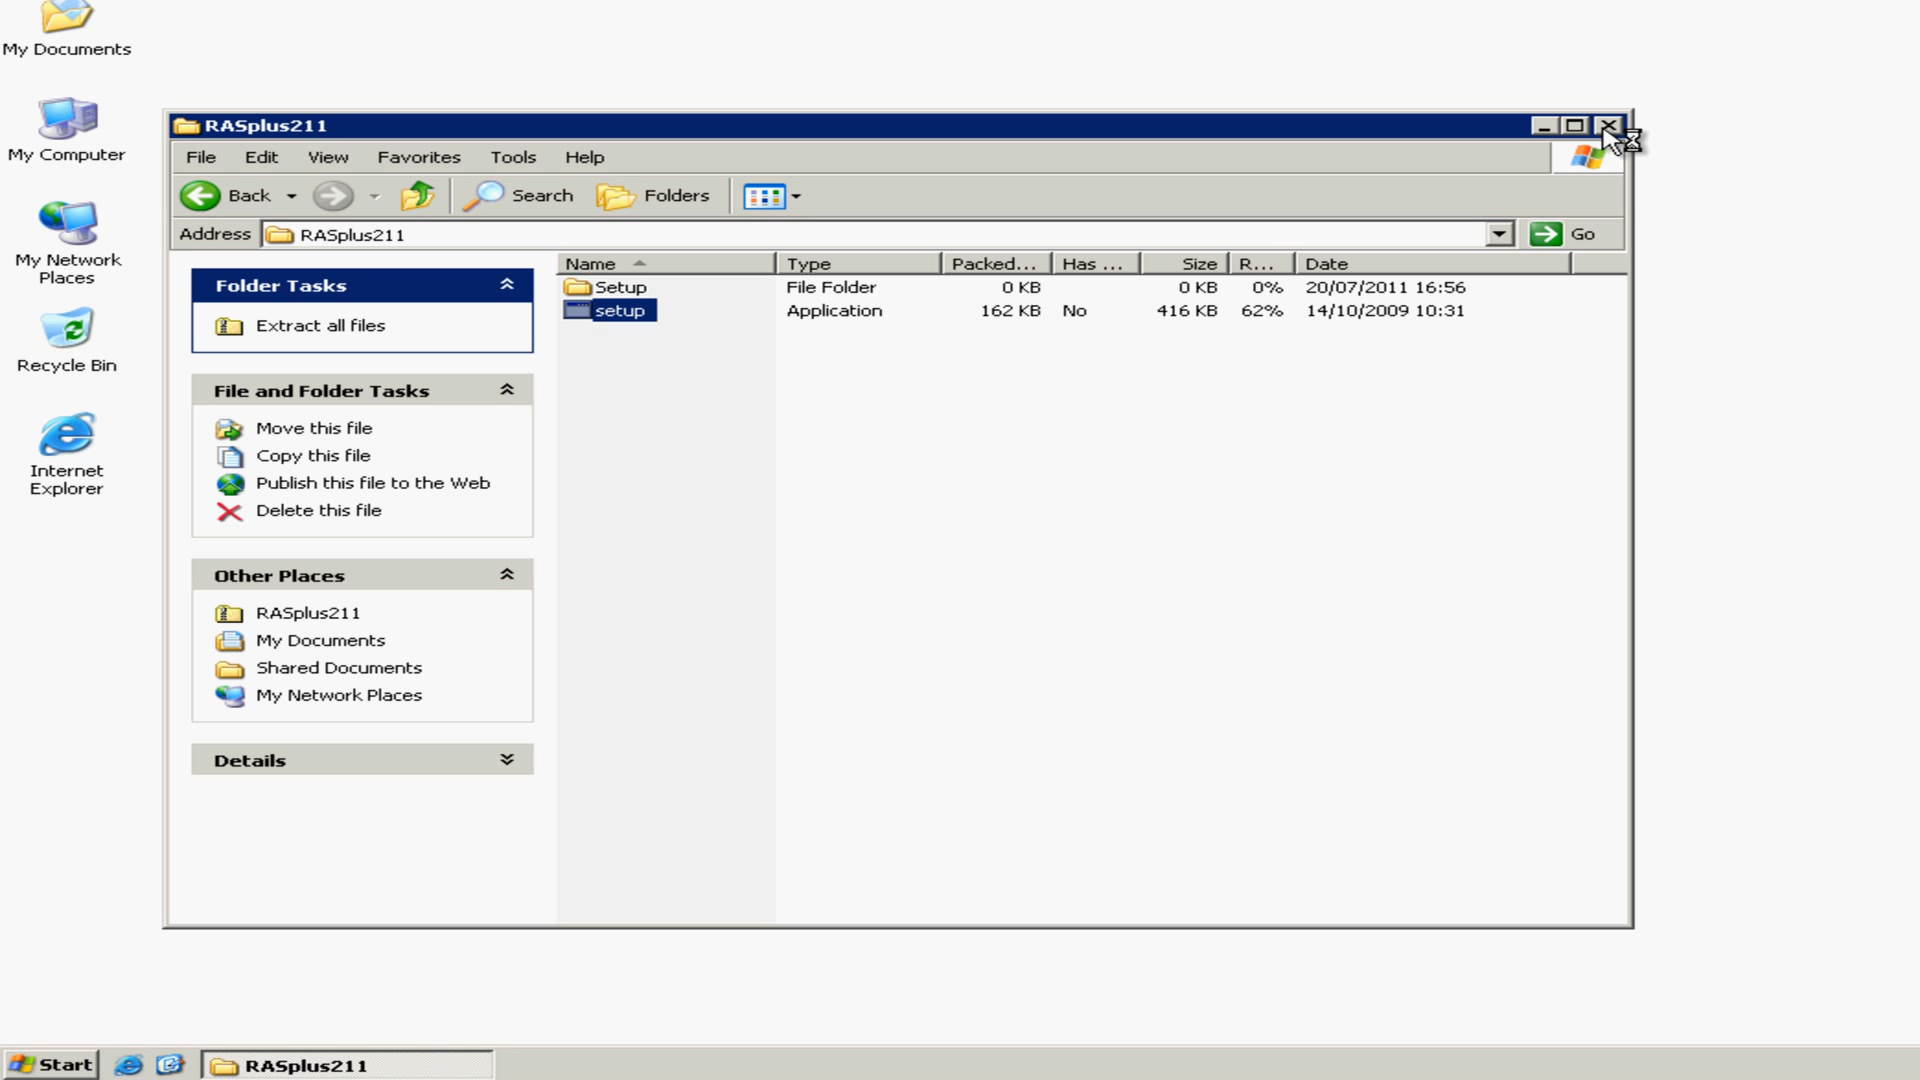 My Documents
My Computer
My Network
Places
Recycle Bin
Internet
Explorer
RASplus211
File Edit View Favorites Tools Help
Back Search Folders
Address RASplus211 Go
Folder Tasks
Extract all files
File and Folder Tasks
Move this file
Copy this file
Publish this file to the Web
Delete this file
Other Places
RASplus211
My Documents
Shared Documents
My Network Places
Details
Name Type Packed... Has ... Size R... Date
Setup File Folder 0 KB 0 KB 0% 20/07/2011 16:56
setup Application 162 KB No 416 KB 62% 14/10/2009 10:31
Start RASplus211